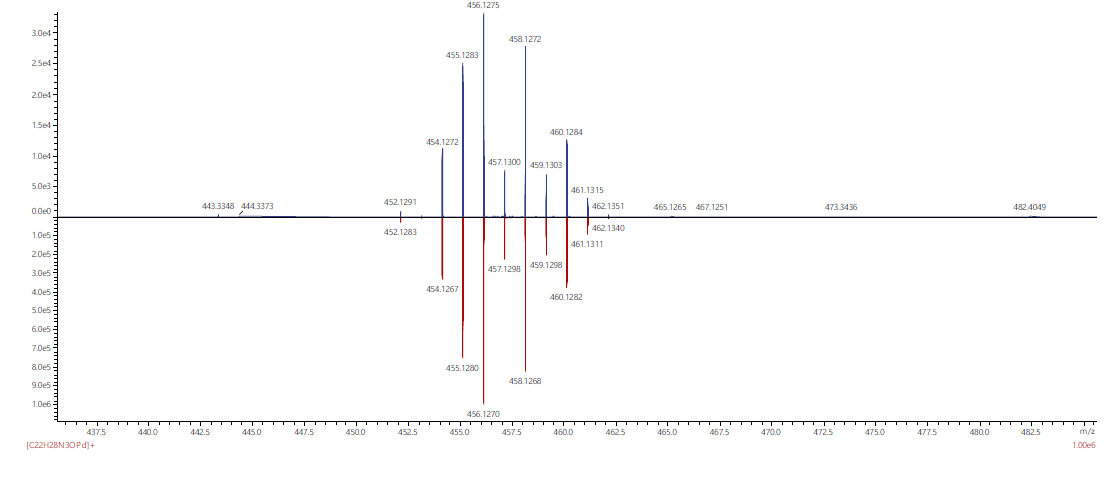 456.1275
3.0e4
458.1272
455.1283
2.5e4
2.0e4
1.5e4
460.1284
454.1272
1.0e4
457.1300
459.1303
5.0e3
461.1315
452.1291
443.3348
444.3373
462.1351
465.1265
467.1251
473.3436
482.4049
0.0e0
452.1283
462.1340
1.0e5
461.1311
2.0e5
457.1298
459.1298
3.0e5
454.1267
460.1282
4.0e5
5.0e5
6.0e5
7.0e5
455.1280
8.0e5
458.1268
9.0e5
1.0e6
456.1270
437.5 440.0 442.5 445.0 447.5 450.0 452.5 455.0 457.5 460.0 462.5 465.0 467.5 470.0 472.5 475.0 477.5 480.0 482.5 m/z
[C22H28N3OPd]+ 1.00e6